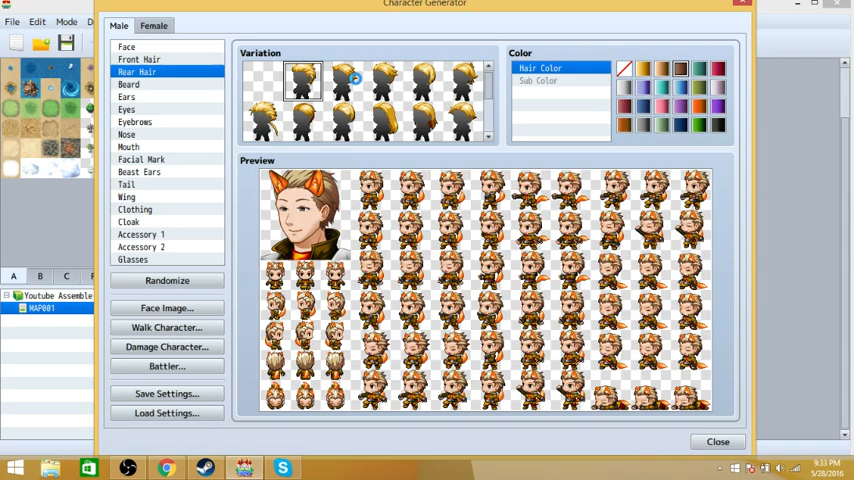 Character Generator
File Edit Mode D
Male Female
Face
Front Hair
Rear Hair
Beard
Ears
Eyes
Eyebrows
Nose
Mouth
Facial Mark
Beast Ears
Tail
Wing
Clothing
Cloak
Accessory 1
Accessory 2
Glasses
Randomize
Face Image...
Walk Character...
Damage Character...
Battler...
Save Settings...
Load Settings...
Variation
Color
Hair Color
Sub Color
Preview
A B C
Youtube Assemble
MAP001
Close
9:33 PM
5/28/2016